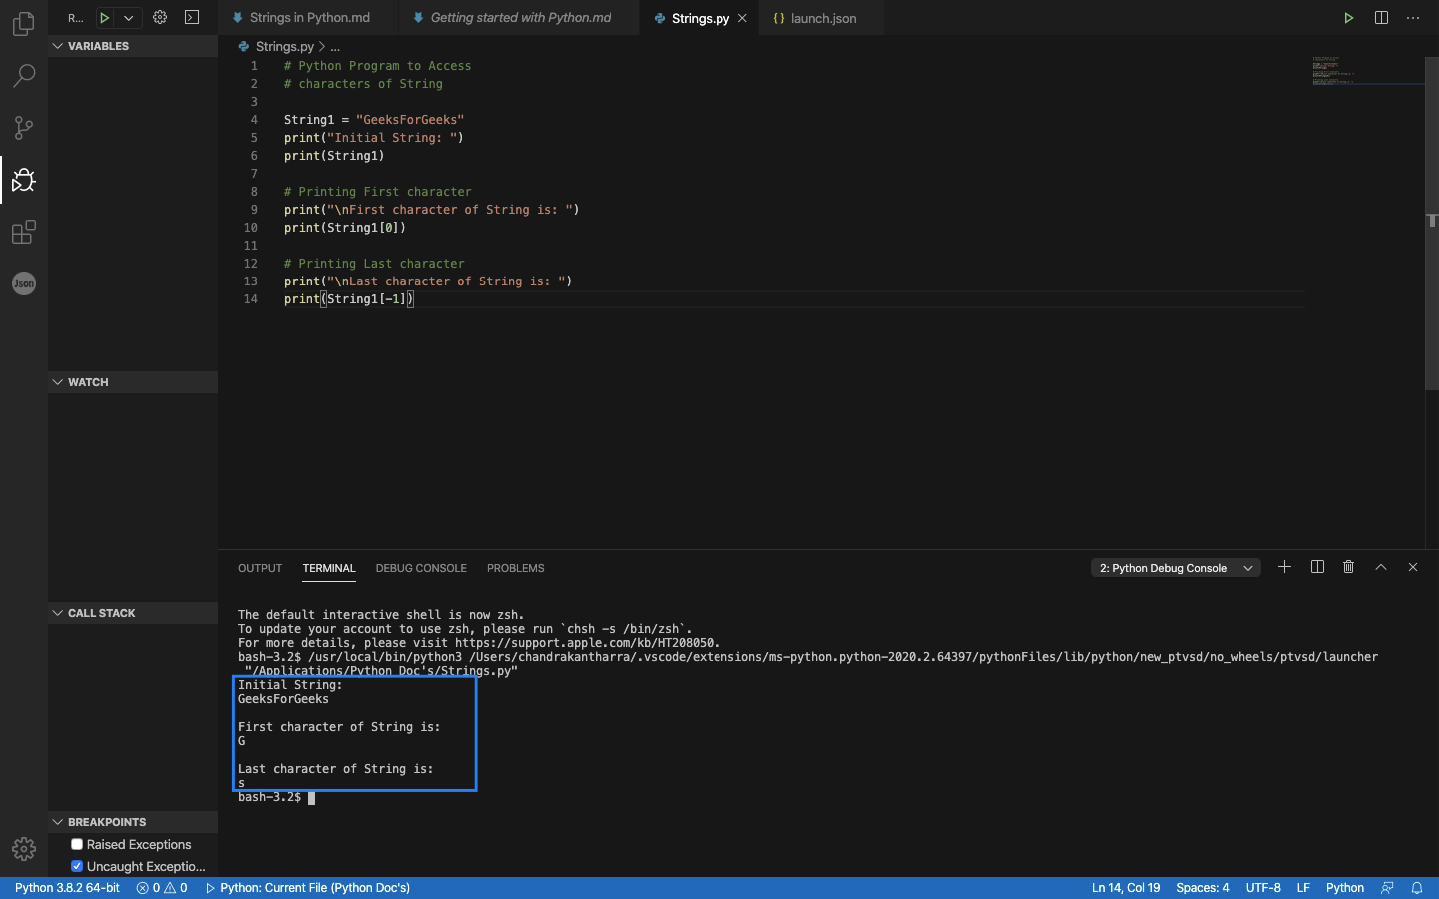 R...
Strings in Python.md
Getting started with Python.md
Strings.py
{} launch.json
VARIABLES
Strings.py > ...
1 # Python Program to Access
2 # characters of String
3
4 String1 = "GeeksForGeeks"
5 print("Initial String: ")
6 print(String1)
7
8 # Printing First character
9 print("\nFirst character of String is: ")
10 print(String1[0])
11
12 # Printing Last character
13 print("\nLast character of String is: ")
14 print(String1[-1])
Json
WATCH
CALL STACK
BREAKPOINTS
Raised Exceptions
Uncaught Exceptio...
OUTPUT TERMINAL DEBUG CONSOLE PROBLEMS
2: Python Debug Console
The default interactive shell is now zsh.
To update your account to use zsh, please run `chsh -s /bin/zsh`.
For more details, please visit https://support.apple.com/kb/HT208050.
bash-3.2$ /usr/local/bin/python3 /Users/chandrakantharra/.vscode/extensions/ms-python.python-2020.2.64397/pythonFiles/lib/python/new_ptvsd/no_wheels/ptvsd/launcher
"/Applications/Python Doc's/Strings.py"
Initial String:
GeeksForGeeks
First character of String is:
G
Last character of String is:
s
bash-3.2$
Python 3.8.2 64-bit 0 0 Python: Current File (Python Doc's) Ln 14, Col 19 Spaces: 4 UTF-8 LF Python